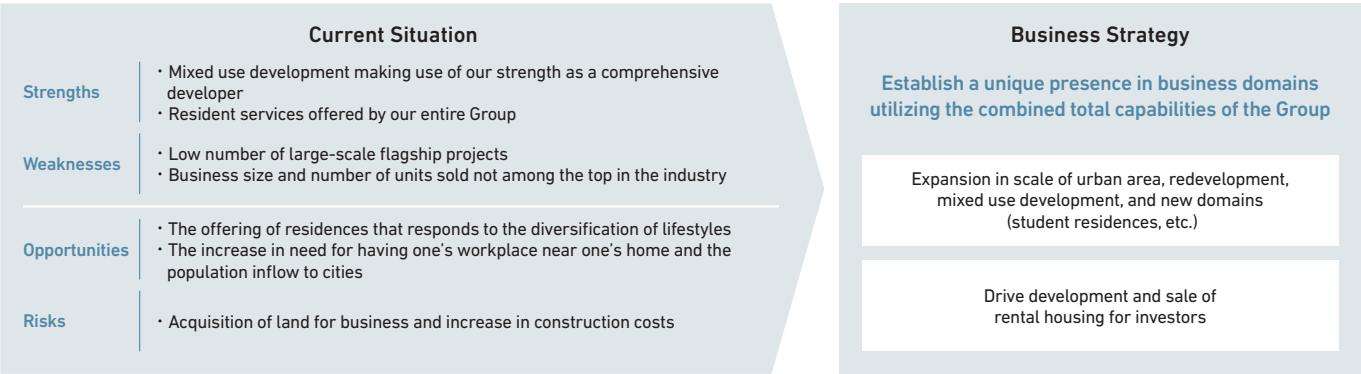 Current Situation
Strengths
・Mixed use development making use of our strength as a comprehensive
developer
・Resident services offered by our entire Group
Weaknesses
・Low number of large-scale flagship projects
・Business size and number of units sold not among the top in the industry
Opportunities
・The offering of residences that responds to the diversification of lifestyles
・The increase in need for having one's workplace near one's home and the
population inflow to cities
Risks
・Acquisition of land for business and increase in construction costs
Business Strategy
Establish a unique presence in business domains
utilizing the combined total capabilities of the Group
Expansion in scale of urban area, redevelopment,
mixed use development, and new domains
(student residences, etc.)
Drive development and sale of
rental housing for investors